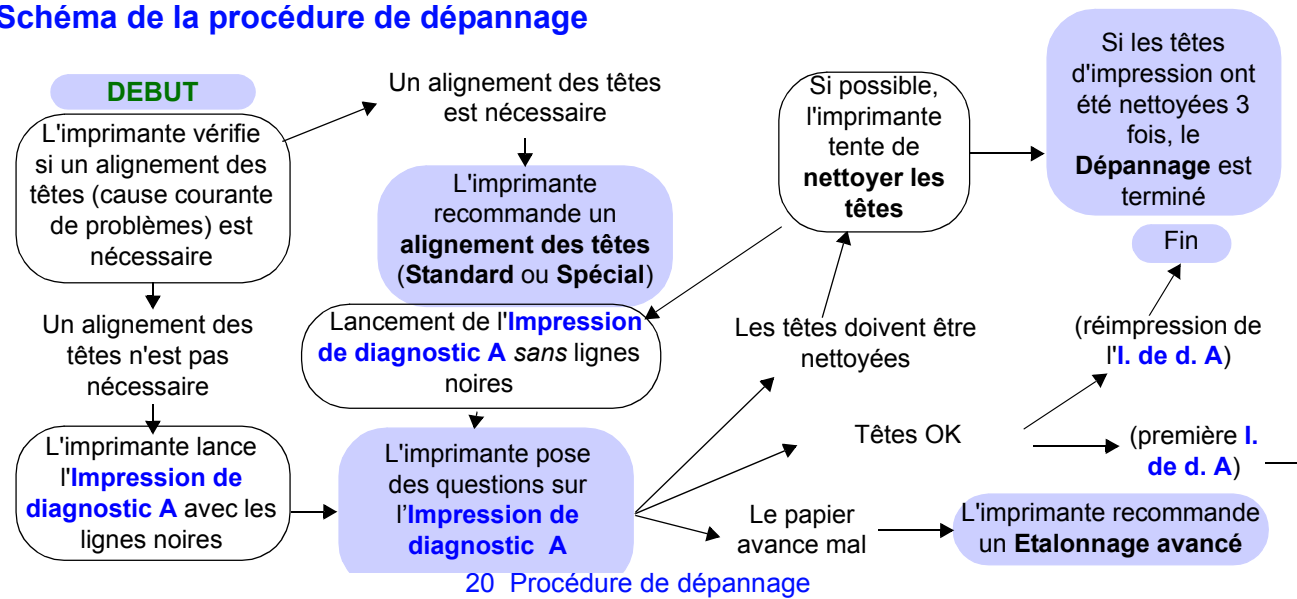 Schéma de la procédure de dépannage
DEBUT
L'imprimante vérifie
si un alignement des
têtes (cause courante
de problèmes) est
nécessaire
Un alignement des têtes
est nécessaire
L'imprimante
recommande un
alignement des têtes
(Standard ou Spécial)
Un alignement des
têtes n'est pas
nécessaire
L'imprimante lance
l'Impression de
diagnostic A avec les
lignes noires
Lancement de l'Impression
de diagnostic A sans lignes
noires
L'imprimante pose
des questions sur
l'Impression de
diagnostic A
Si possible,
l'imprimante
tente de
nettoyer les
têtes
Si les têtes
d'impression ont
été nettoyées 3
fois, le
Dépannage est
terminé
Fin
Les têtes doivent être
nettoyées
(réimpression de
l'I. de d. A)
Têtes OK
(première I.
de d. A)
Le papier
avance mal
L'imprimante recommande
un Etalonnage avancé
20 Procédure de dépannage